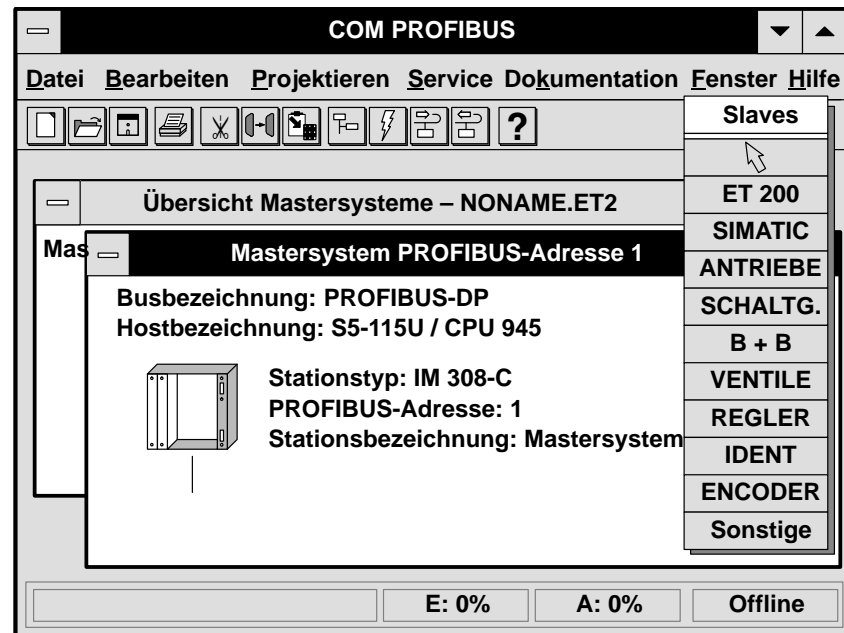 COM PROFIBUS
Datei Bearbeiten Projektieren Service Dokumentation Fenster Hilfe
?
Slaves
ET 200
SIMATIC
ANTRIEBE
SCHALTG.
B + B
VENTILE
REGLER
IDENT
ENCODER
Sonstige
Übersicht Mastersysteme – NONAME.ET2
Mas
Mastersystem PROFIBUS-Adresse 1
Busbezeichnung: PROFIBUS-DP
Hostbezeichnung: S5-115U / CPU 945
Stationstyp: IM 308-C
PROFIBUS-Adresse: 1
Stationsbezeichnung: Mastersystem
E: 0% A: 0% Offline